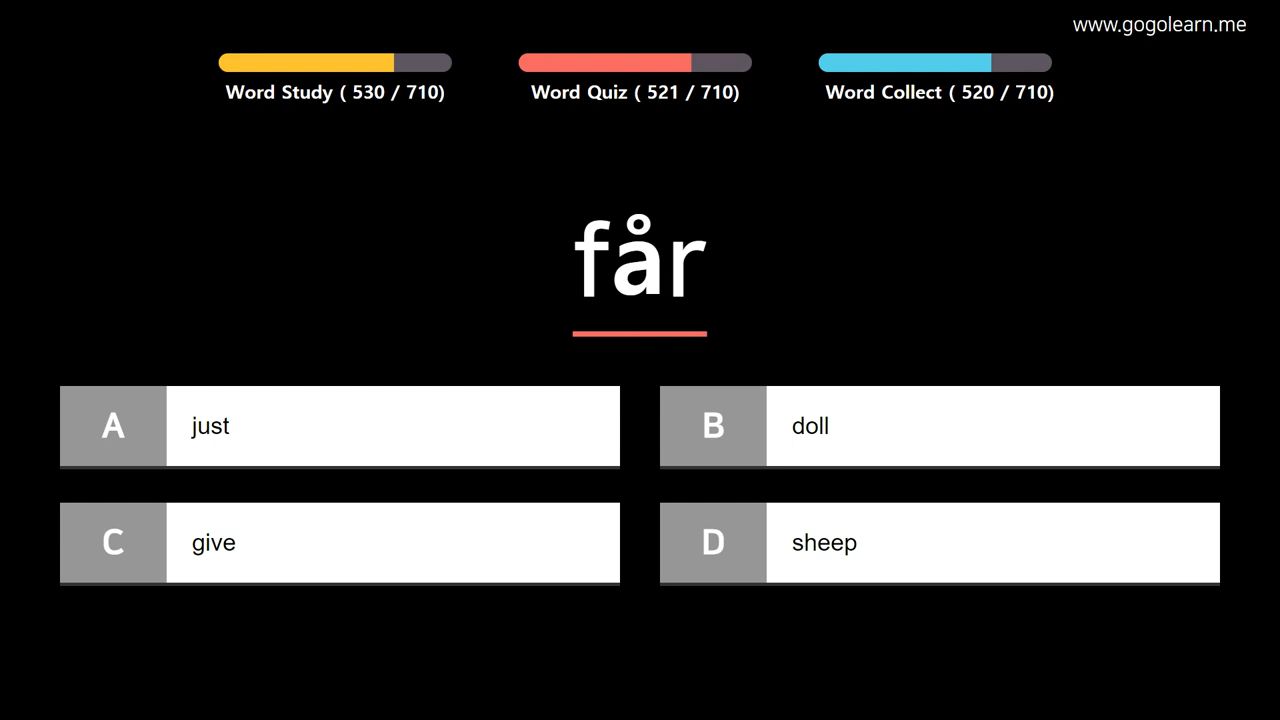 www.gogolearn.me
Word Study ( 530 / 710)
Word Quiz ( 521 / 710)
Word Collect ( 520 / 710)
får
A just
B doll
C give
D sheep